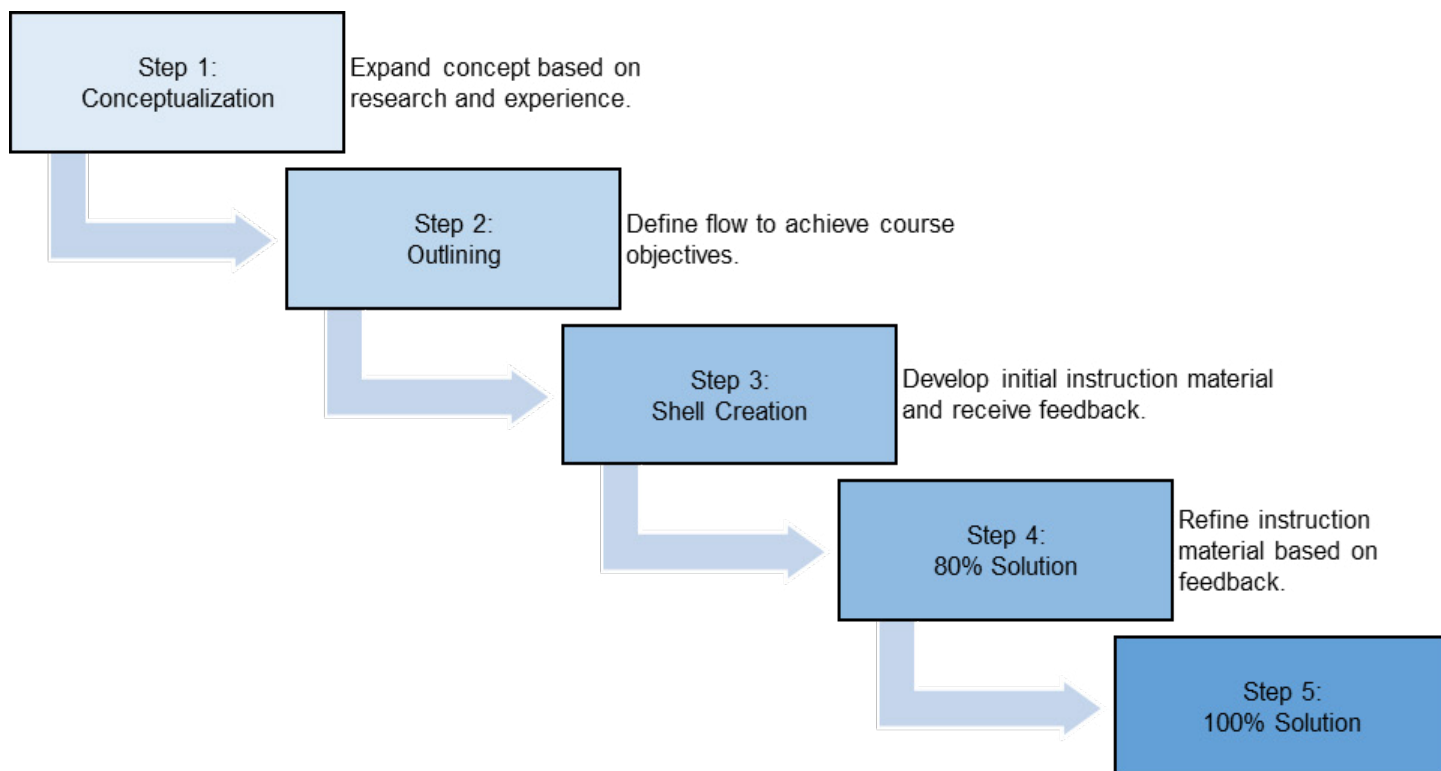 Step 1:
Conceptualization
Expand concept based on
research and experience.
Step 2:
Outlining
Define flow to achieve course
objectives.
Step 3:
Shell Creation
Develop initial instruction material
and receive feedback.
Step 4:
80% Solution
Refine instruction
material based on
feedback.
Step 5:
100% Solution